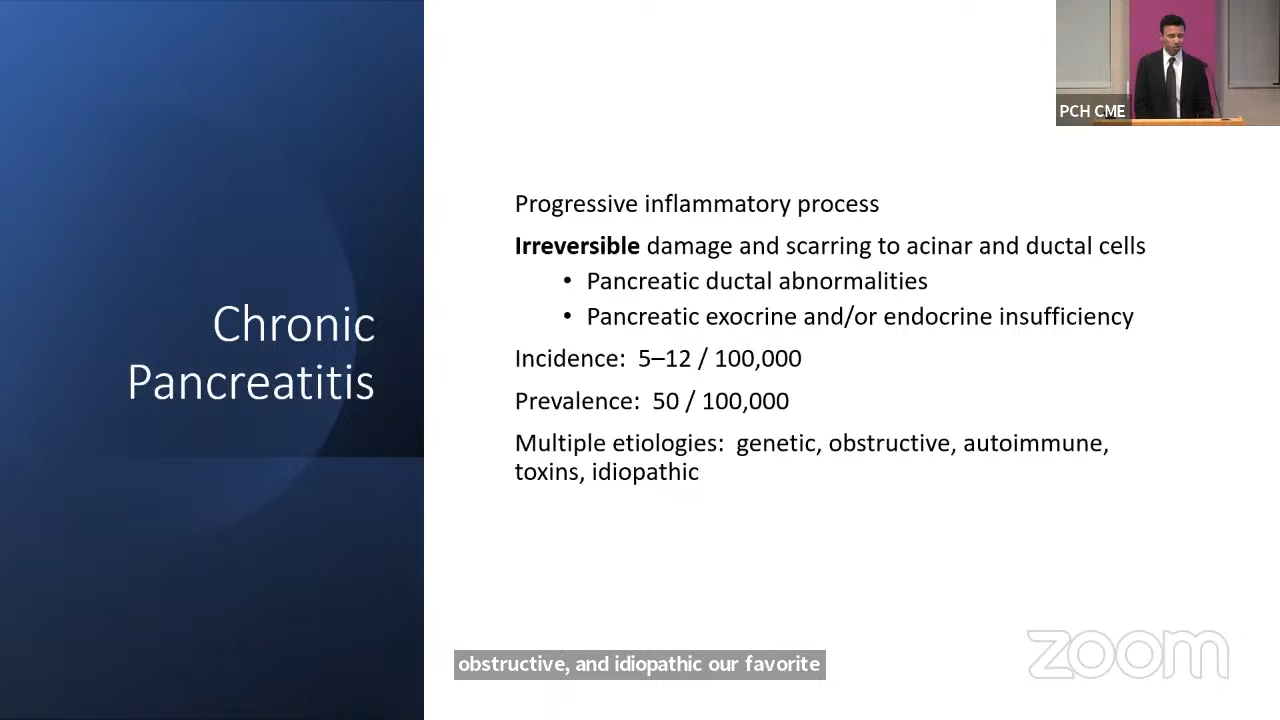 PCH CME
Chronic
Pancreatitis
Progressive inflammatory process
Irreversible damage and scarring to acinar and ductal cells
• Pancreatic ductal abnormalities
• Pancreatic exocrine and/or endocrine insufficiency
Incidence:  5–12 / 100,000
Prevalence:  50 / 100,000
Multiple etiologies:  genetic, obstructive, autoimmune,
toxins, idiopathic
obstructive, and idiopathic our favorite
zoom